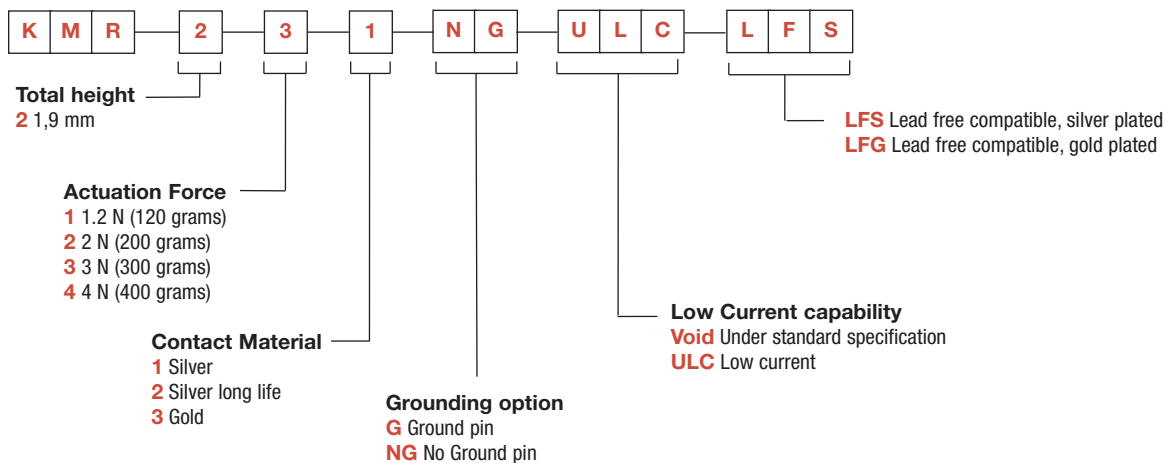 K M R 2 3 1 N G U L C L F S
Total height
2 1,9 mm
LFS Lead free compatible, silver plated
LFG Lead free compatible, gold plated
Actuation Force
1 1.2 N (120 grams)
2 2 N (200 grams)
3 3 N (300 grams)
4 4 N (400 grams)
Low Current capability
Void Under standard specification
ULC Low current
Contact Material
1 Silver
2 Silver long life
3 Gold
Grounding option
G Ground pin
NG No Ground pin